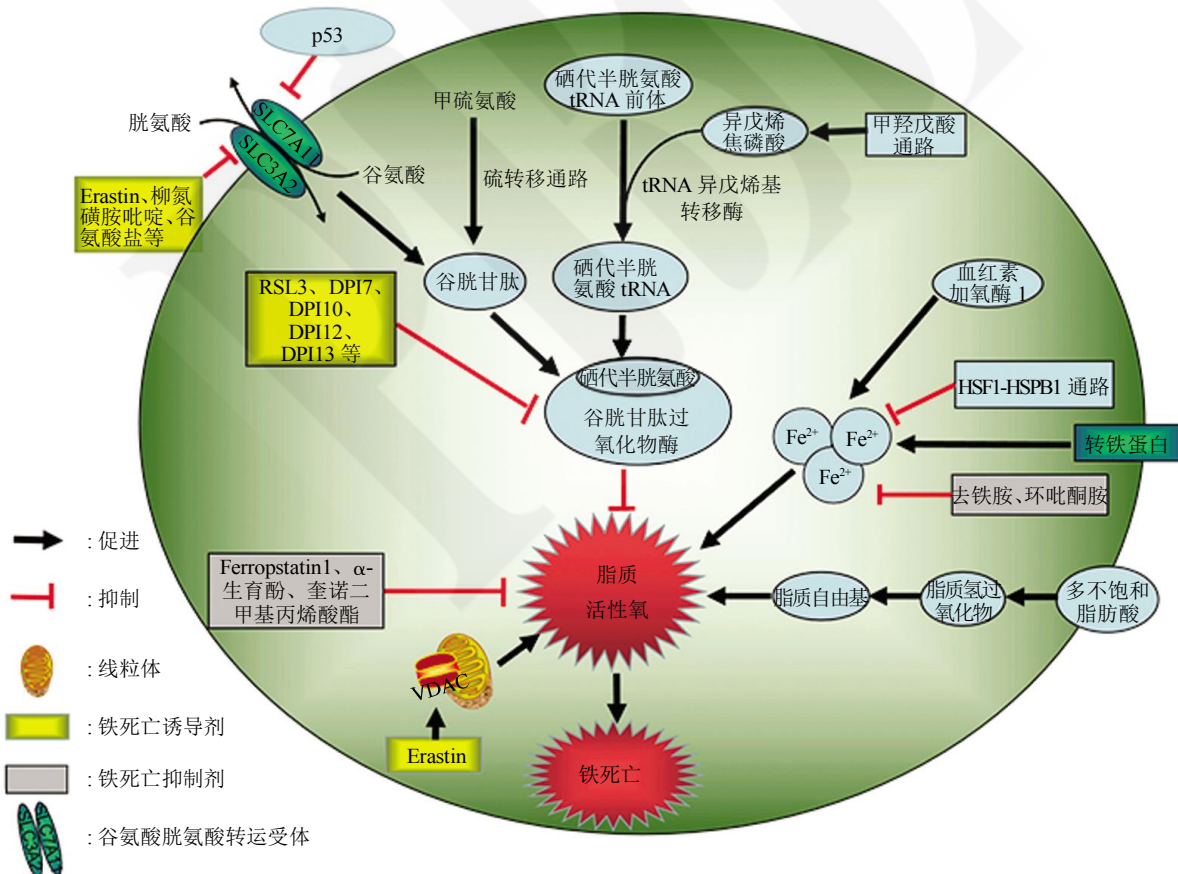 p53
胱氨酸
SLC7A11
SLC3A2
谷氨酸
Erastin、柳氮
磺胺吡啶、谷
氨酸盐等
甲硫氨酸
硫转移通路
硒代半胱氨酸
tRNA 前体
异戊烯
焦磷酸
甲羟戊酸
通路
tRNA 异戊烯基
转移酶
谷胱甘肽
硒代半胱
氨酸 tRNA
血红素
加氧酶 1
RSL3、DPI7、
DPI10、
DPI12、
DPI13 等
硒代半胱氨酸
谷胱甘肽过
氧化物酶
HSF1-HSPB1 通路
Fe²⁺
Fe²⁺
Fe²⁺
转铁蛋白
去铁胺、环吡酮胺
Ferropstatin1、α-
生育酚、奎诺二
甲基丙烯酸酯
脂质
活性氧
脂质自由基
脂质氢过
氧化物
多不饱和
脂肪酸
VDAC
Erastin
铁死亡
: 促进
: 抑制
: 线粒体
: 铁死亡诱导剂
: 铁死亡抑制剂
SLC3A2
SLC7A11
: 谷氨酸胱氨酸转运受体